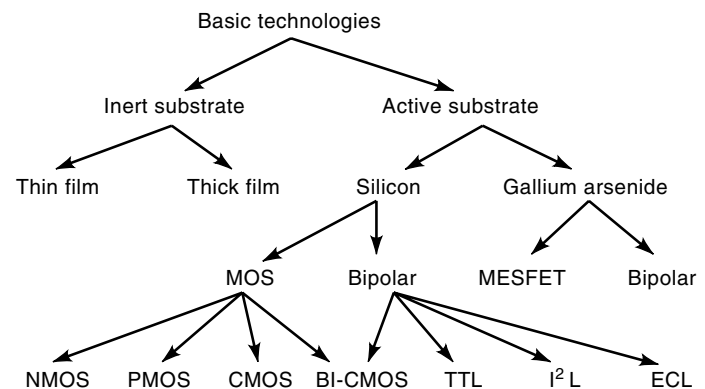 Basic technologies
Inert substrate Active substrate
Thin film Thick film Silicon Gallium arsenide
MOS Bipolar MESFET Bipolar
NMOS PMOS CMOS BI-CMOS TTL I² L ECL